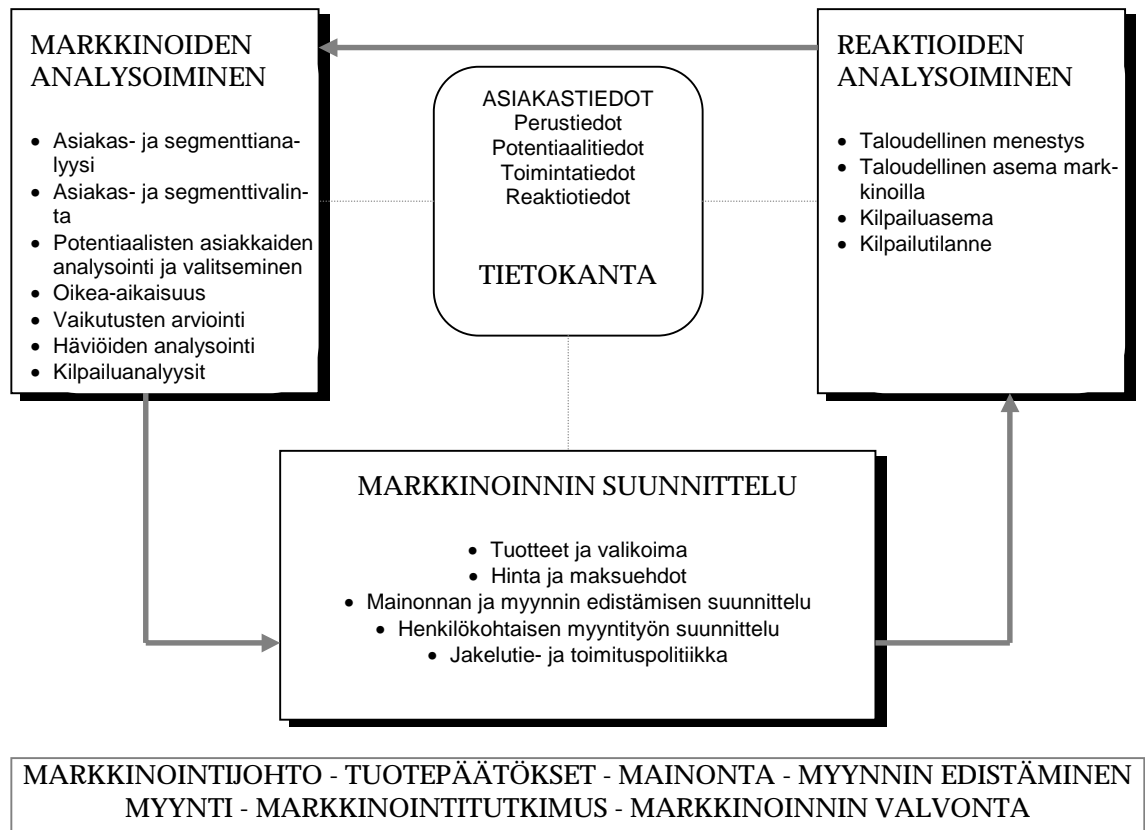 MARKKINOIDEN
ANALYSOIMINEN
• Asiakas- ja segmenttiana-
lyysi
• Asiakas- ja segmenttivalin-
ta
• Potentiaalisten asiakkaiden
analysointi ja valitseminen
• Oikea-aikaisuus
• Vaikutusten arviointi
• Häviöiden analysointi
• Kilpailuanalyysit
ASIAKASTIEDOT
Perustiedot
Potentiaalitiedot
Toimintatiedot
Reaktiotiedot
TIETOKANTA
REAKTIOIDEN
ANALYSOIMINEN
• Taloudellinen menestys
• Taloudellinen asema mark-
kinoilla
• Kilpailuasema
• Kilpailutilanne
MARKKINOINNIN SUUNNITTELU
• Tuotteet ja valikoima
• Hinta ja maksuehdot
• Mainonnan ja myynnin edistämisen suunnittelu
• Henkilökohtaisen myyntityön suunnittelu
• Jakelutie- ja toimituspolitiikka
MARKKINOINTIJOHTO - TUOTEPÄÄTÖKSET - MAINONTA - MYYNNIN EDISTÄMINEN
MYYNTI - MARKKINOINTITUTKIMUS - MARKKINOINNIN VALVONTA